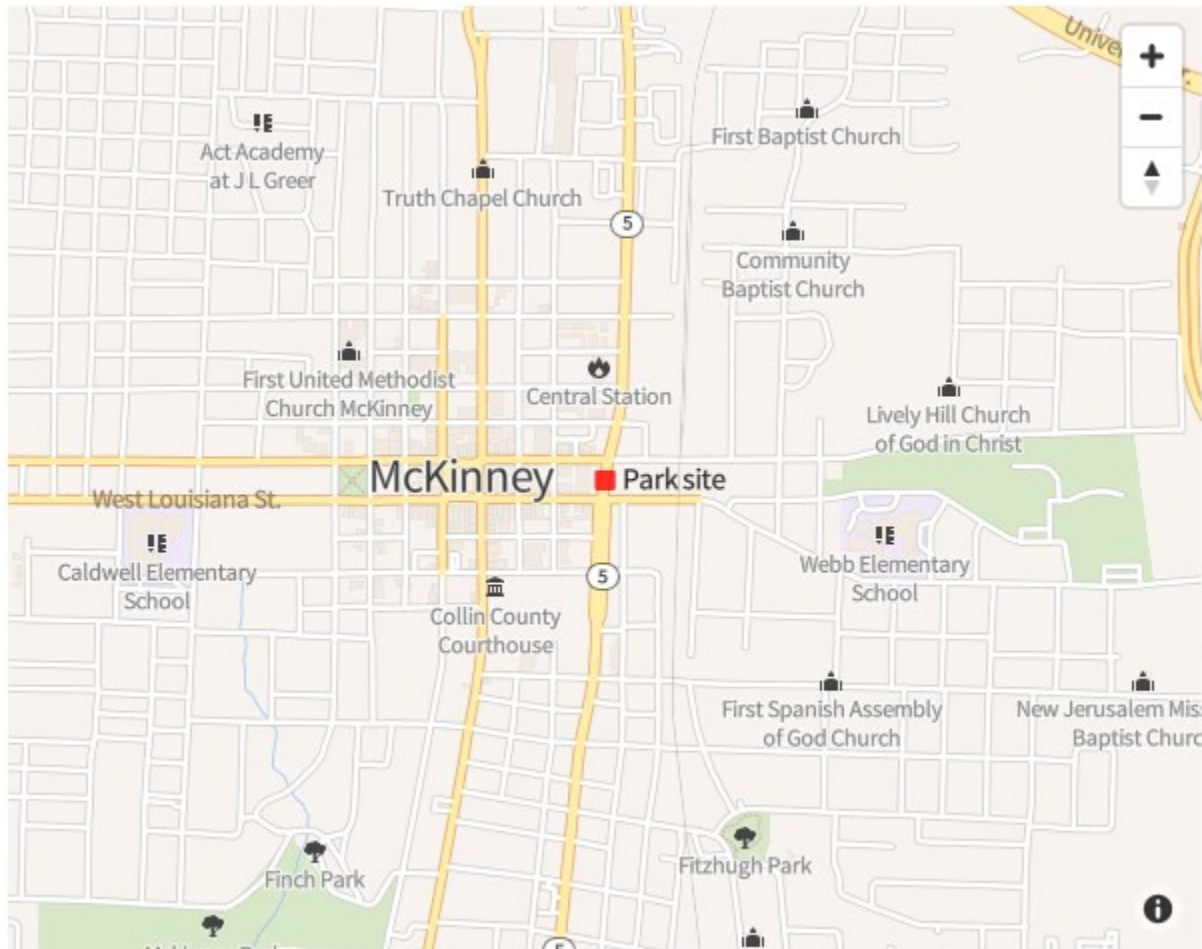 Univer
Act Academy
at J L Greer
First Baptist Church
Truth Chapel Church
5
Community
Baptist Church
First United Methodist
Church McKinney
Central Station
Lively Hill Church
of God in Christ
McKinney
Park site
West Louisiana St.
Caldwell Elementary
School
5
Webb Elementary
School
Collin County
Courthouse
First Spanish Assembly
of God Church
New Jerusalem Mis
Baptist Churc
Finch Park
Fitzhugh Park
5